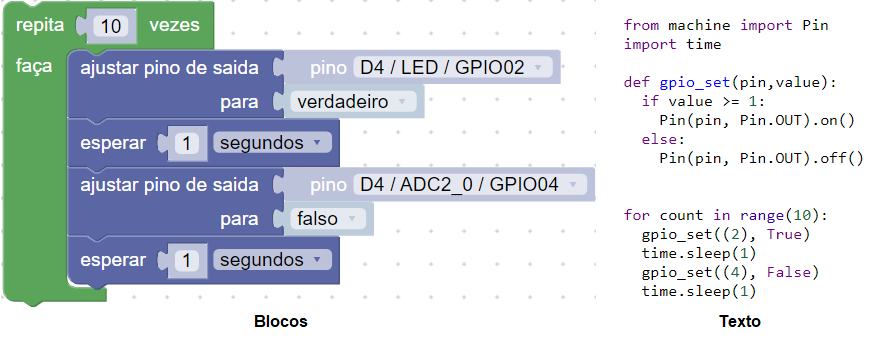 repita 10 vezes
faça ajustar pino de saida pino D4 / LED / GPIO02
para verdadeiro
esperar 1 segundos
ajustar pino de saida pino D4 / ADC2_0 / GPIO04
para falso
esperar 1 segundos
Blocos
from machine import Pin
import time
def gpio_set(pin,value):
  if value >= 1:
    Pin(pin, Pin.OUT).on()
  else:
    Pin(pin, Pin.OUT).off()
for count in range(10):
  gpio_set((2), True)
  time.sleep(1)
  gpio_set((4), False)
  time.sleep(1)
Texto